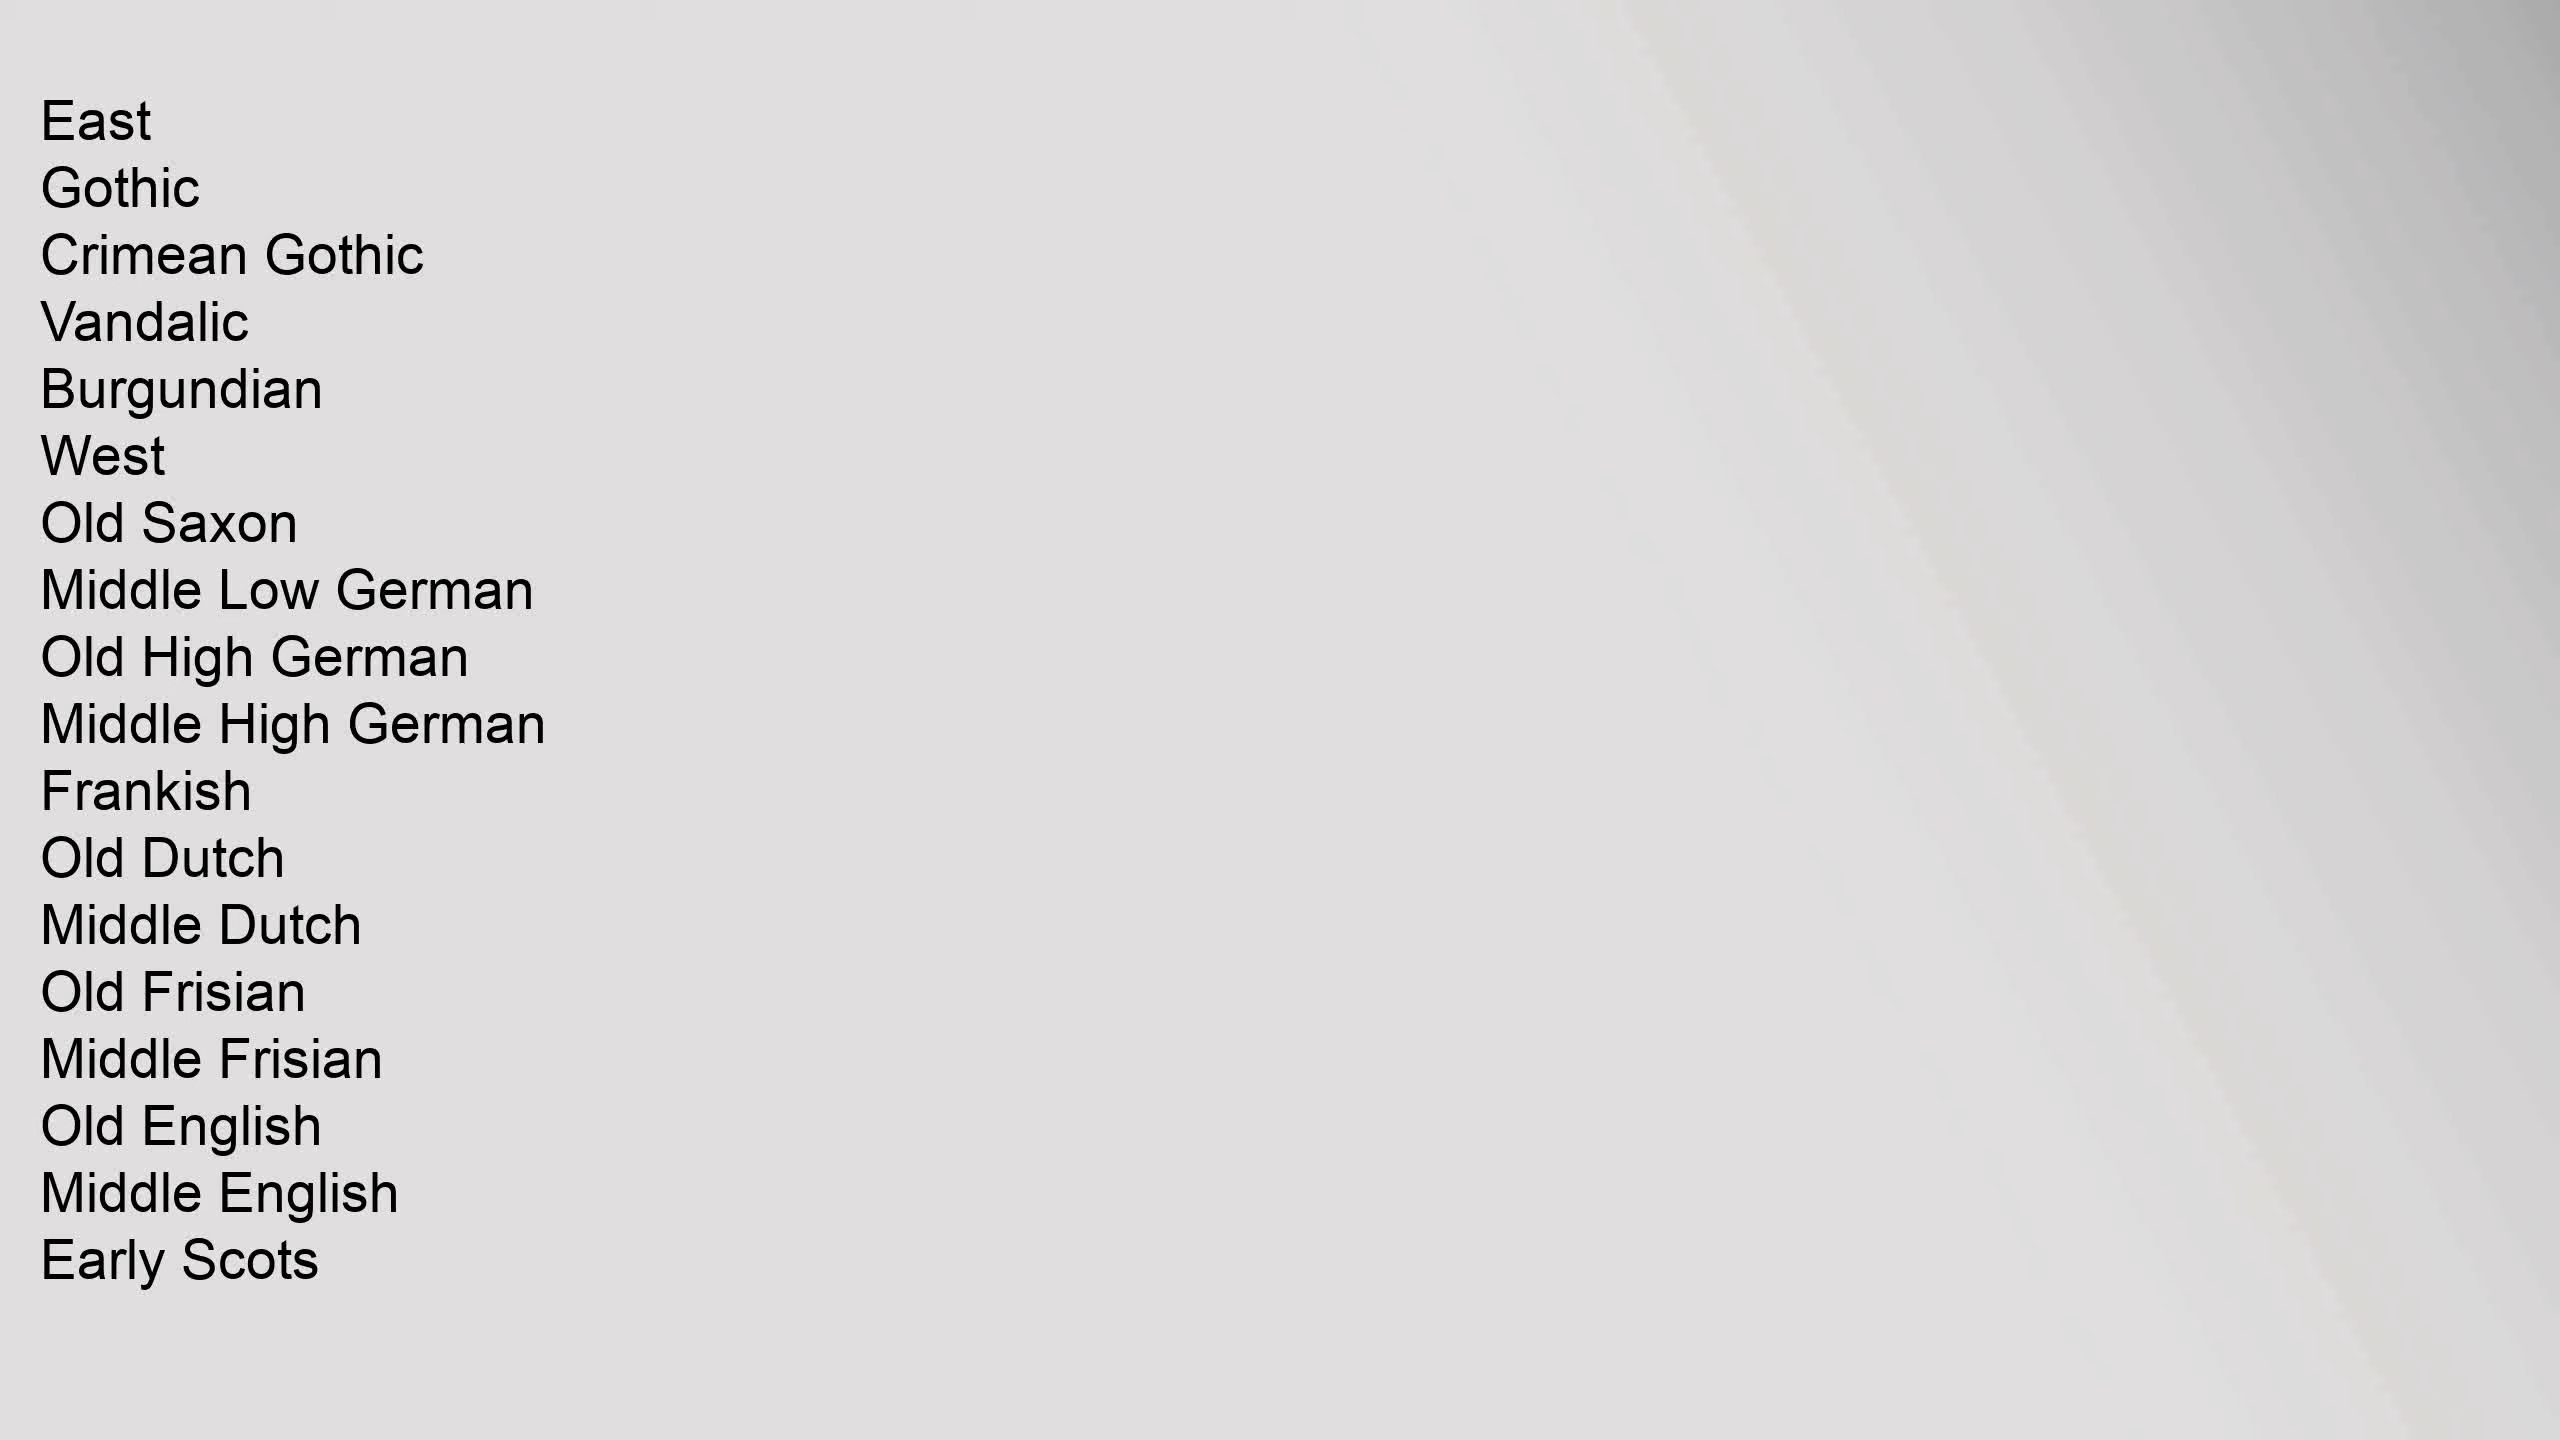 East
Gothic
Crimean Gothic
Vandalic
Burgundian
West
Old Saxon
Middle Low German
Old High German
Middle High German
Frankish
Old Dutch
Middle Dutch
Old Frisian
Middle Frisian
Old English
Middle English
Early Scots